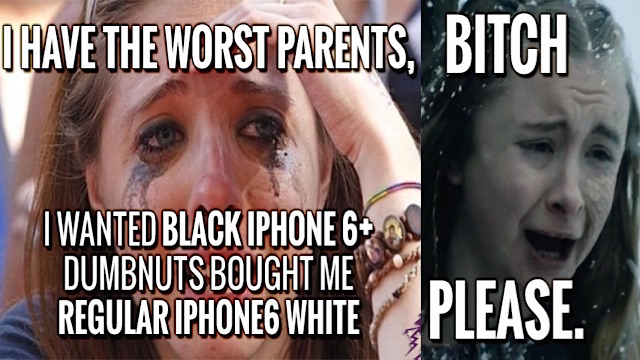 I HAVE THE WORST PARENTS,
I WANTED BLACK IPHONE 6+
DUMBNUTS BOUGHT ME
REGULAR IPHONE6 WHITE
BITCH
PLEASE.